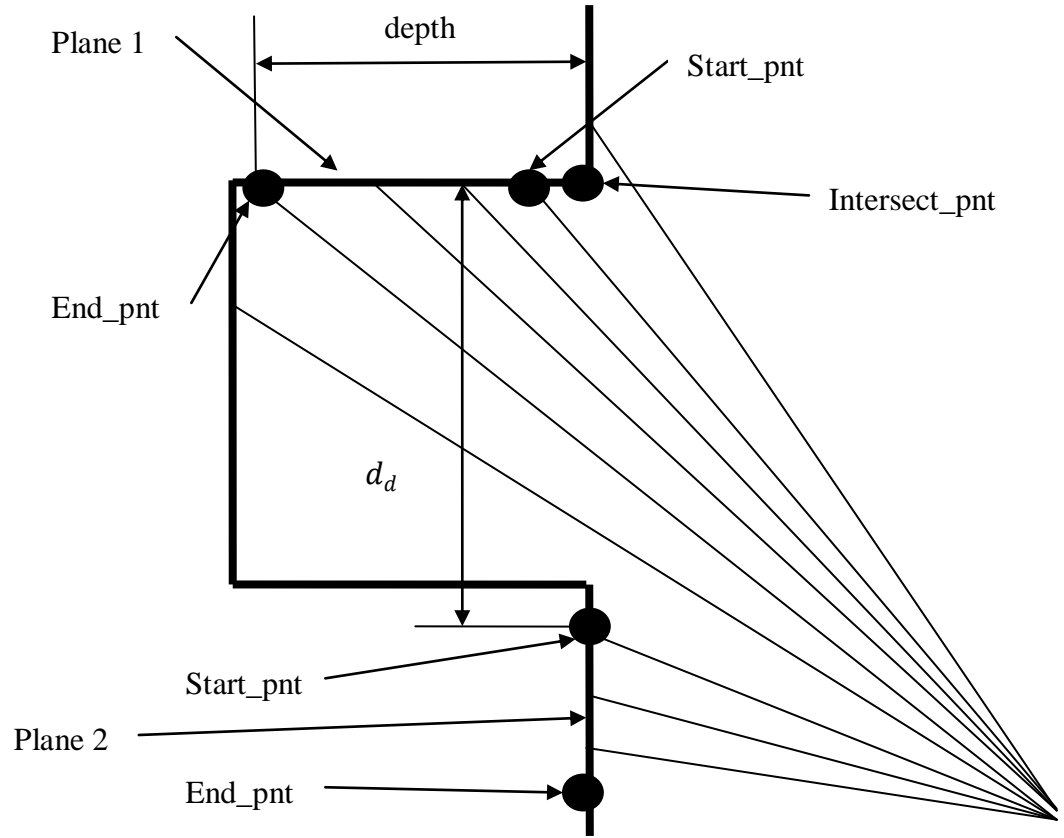 depth
Plane 1
Start_pnt
Intersect_pnt
End_pnt
$d_d$
Start_pnt
Plane 2
End_pnt